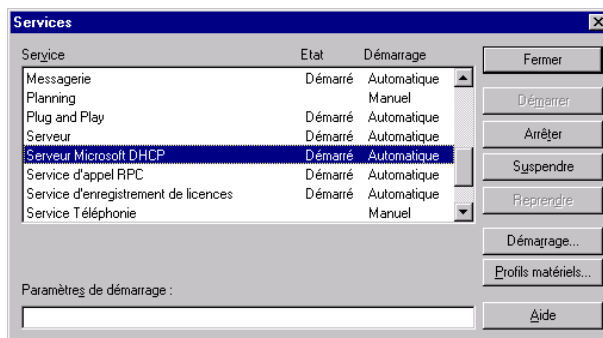 Services
Service Etat Démarrage
Messagerie Démarré Automatique
Planning Manuel
Plug and Play Démarré Automatique
Serveur Démarré Automatique
Serveur Microsoft DHCP Démarré Automatique
Service d'appel RPC Démarré Automatique
Service d'enregistrement de licences Démarré Automatique
Service Téléphonie Manuel
Paramètres de démarrage :
Fermer
Démarrer
Arrêter
Suspendre
Reprendre
Démarrage...
Profils matériels...
Aide